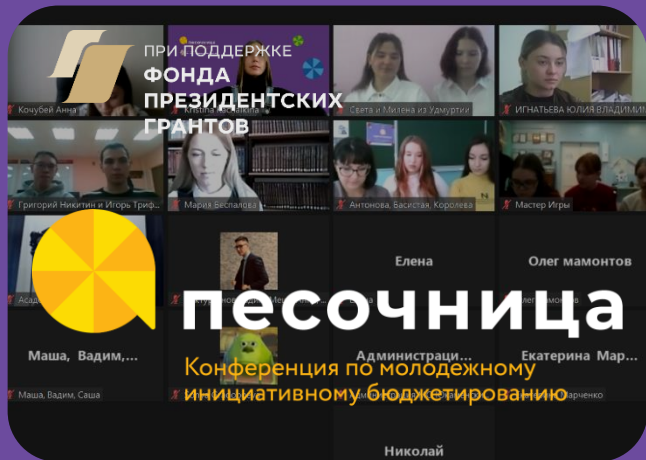 ПРИ ПОДДЕРЖКЕ
ФОНДА
ПРЕЗИДЕНТСКИХ
ГРАНТОВ
Кочубей Анна
Света и Милена из Удмуртии
ИГНАТЬЕВА ЮЛИЯ ВЛАДИМИ
Григорий Никитин и Игорь Триф...
Мария Беспалова
Антонова, Басистая, Королева
Мастер Игры
Елена
Олег мамонтов
песочница
Маша, Вадим,...
Администраци...
Екатерина Мар...
Конференция по молодежному
инициативному бюджетированию
Маша, Вадим, Саша
Николай